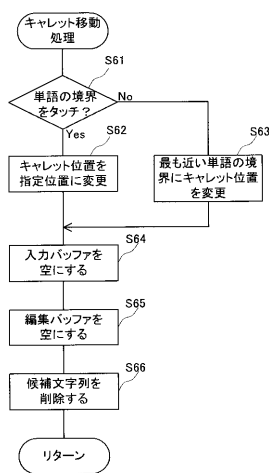 キャレット移動
処理
S61
単語の境界
をタッチ？
No
Yes
S62
キャレット位置を
指定位置に変更
S63
最も近い単語の境
界にキャレット位置
を変更
S64
入力バッファを
空にする
S65
編集バッファを
空にする
S66
候補文字列を
削除する
リターン